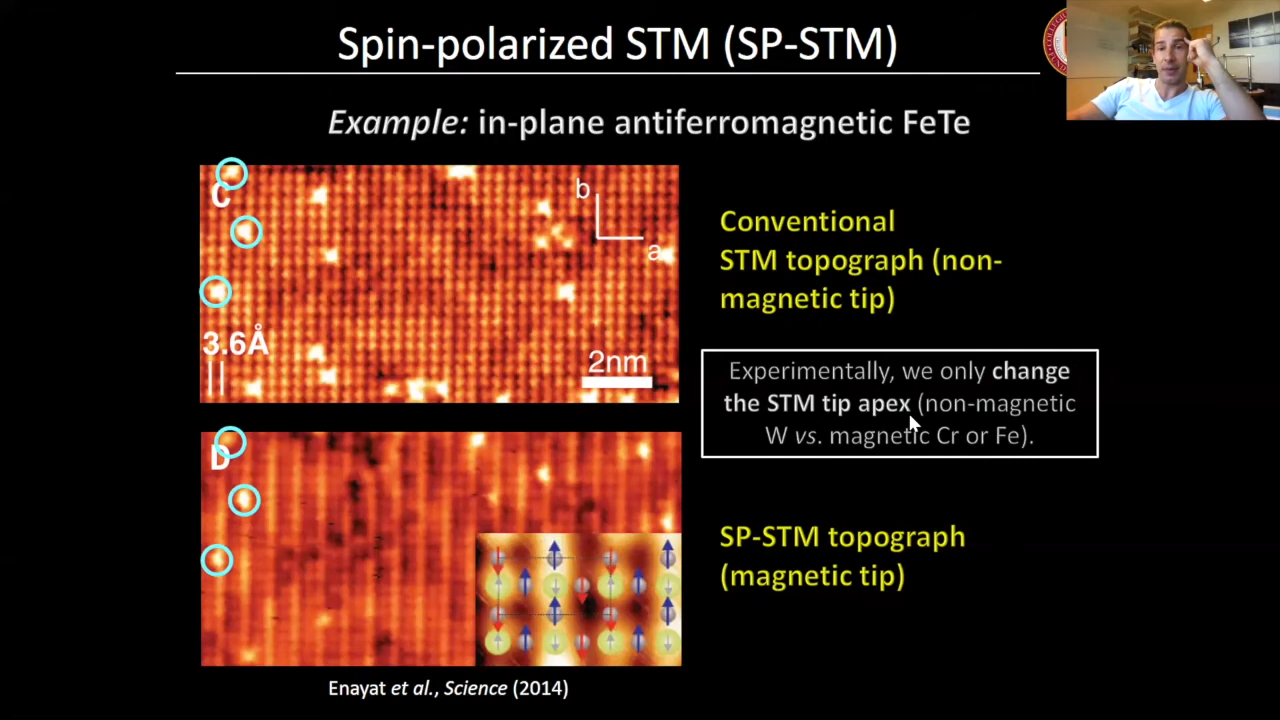 Spin-polarized STM (SP-STM)
Example: in-plane antiferromagnetic FeTe
C
b
a
3.6Å
2nm
Conventional
STM topograph (non-
magnetic tip)
Experimentally, we only change
the STM tip apex (non-magnetic
W vs. magnetic Cr or Fe).
D
SP-STM topograph
(magnetic tip)
Enayat et al., Science (2014)